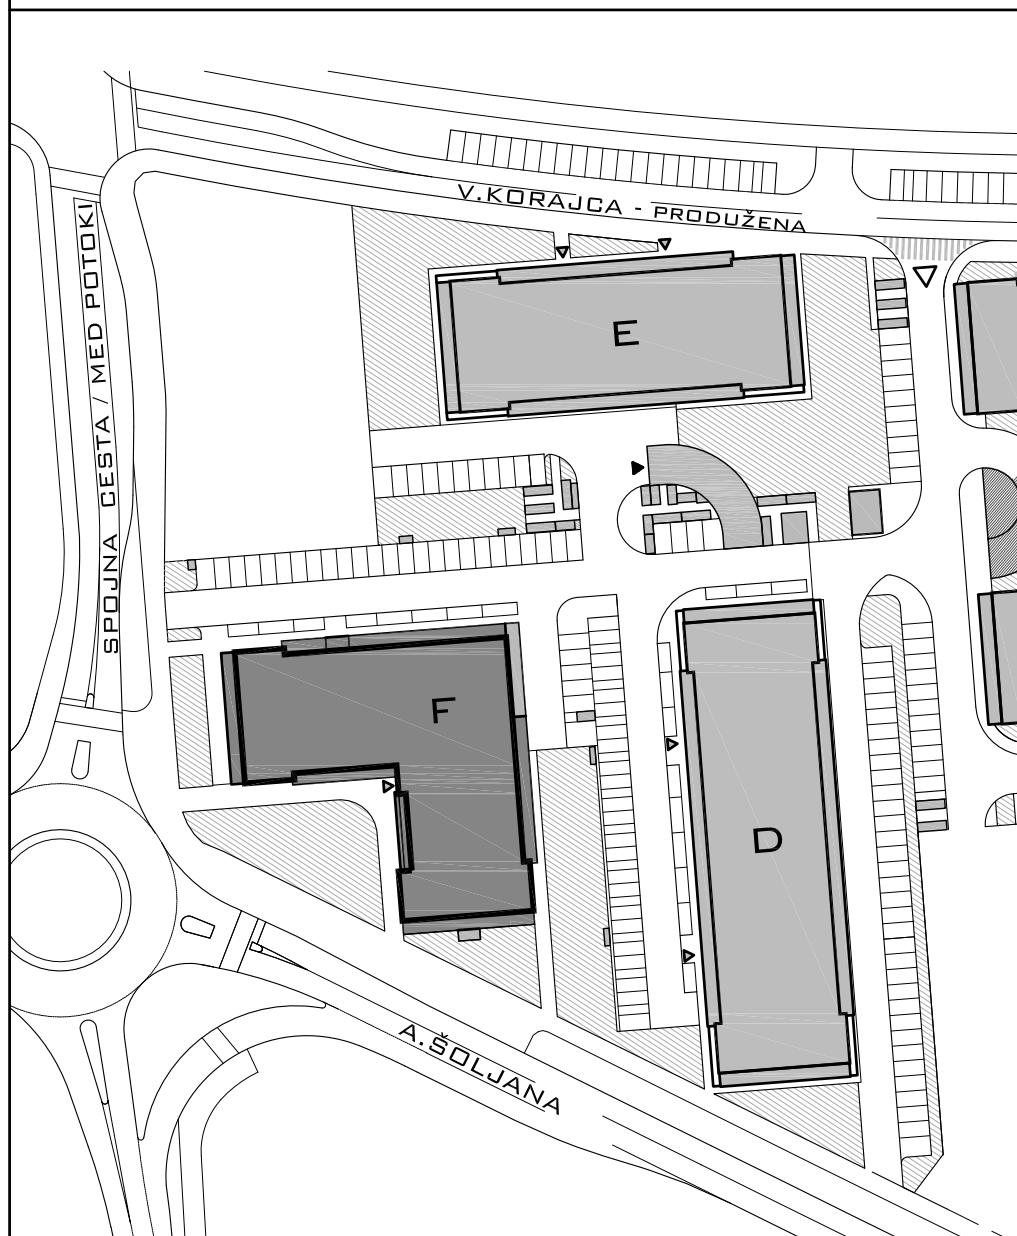 V.KORAJCA - PRODUŽENA
SPOJNA CESTA / MED POTOKI
E
F
D
A.ŠOLJANA